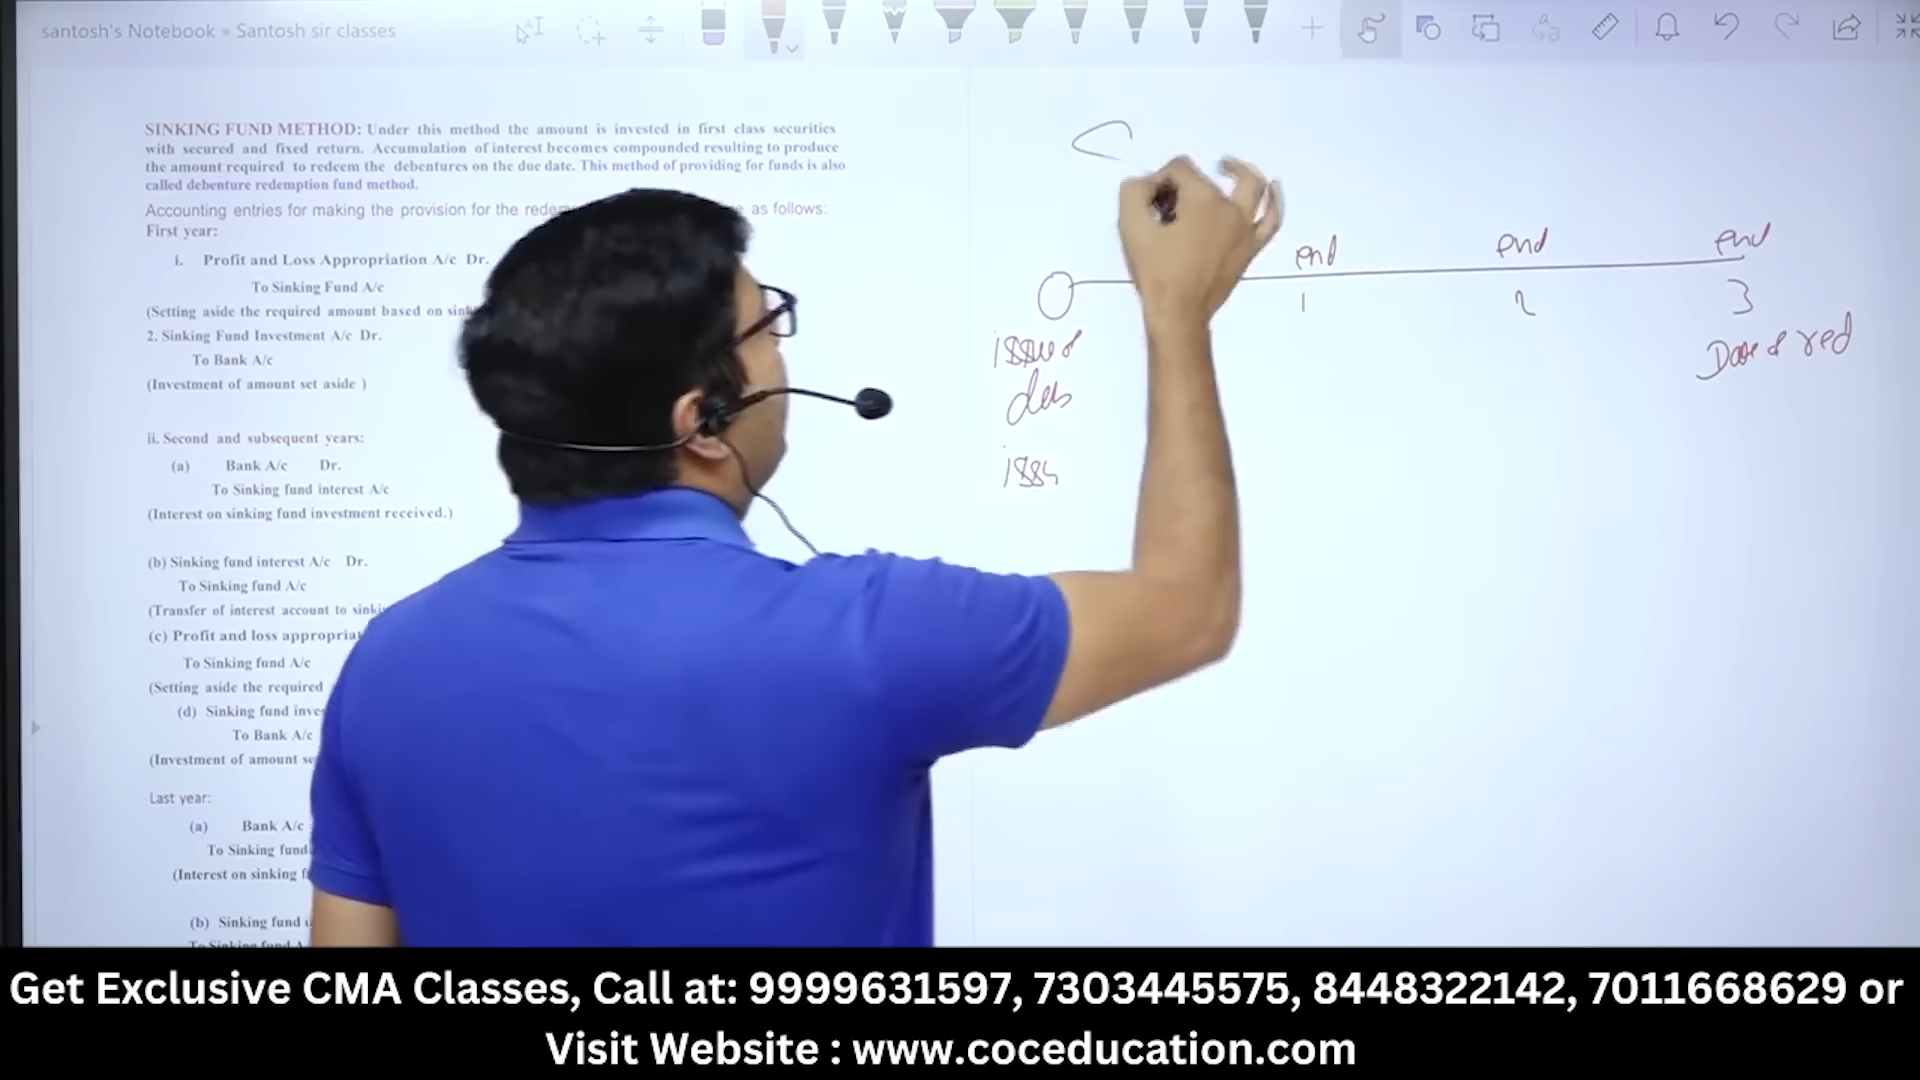 santosh's Notebook » Santosh sir classes
SINKING FUND METHOD: Under this method the amount is invested in first class securities
with secured and fixed return. Accumulation of interest becomes compounded resulting to produce
the amount required to redeem the debentures on the due date. This method of providing for funds is also
called debenture redemption fund method.
Accounting entries for making the provision for the as follows:
First year:
i. Profit and Loss Appropriation A/c Dr.
To Sinking Fund A/c
(Setting aside the required amount based on
2. Sinking Fund Investment A/c Dr.
To Bank A/c
(Investment of amount set aside )
ii. Second and subsequent years:
(a) Bank A/c Dr.
To Sinking fund interest A/c
(Interest on sinking fund investment received.)
(b) Sinking fund interest A/c Dr.
To Sinking fund A/c
(Transfer of interest account to
(c) Profit and loss
To Sinking fund A/c
(Setting aside the required
(d) Sinking fund
To Bank A/c
(Investment of amount
Last year:
(a) Bank A/c
To Sinking fund
(Interest on sinking
(b) Sinking fund
To Sinking fund
end end end
1 2 3
issue of
deb
Date of red
iss
Get Exclusive CMA Classes, Call at: 9999631597, 7303445575, 8448322142, 7011668629 or
Visit Website : www.coceducation.com